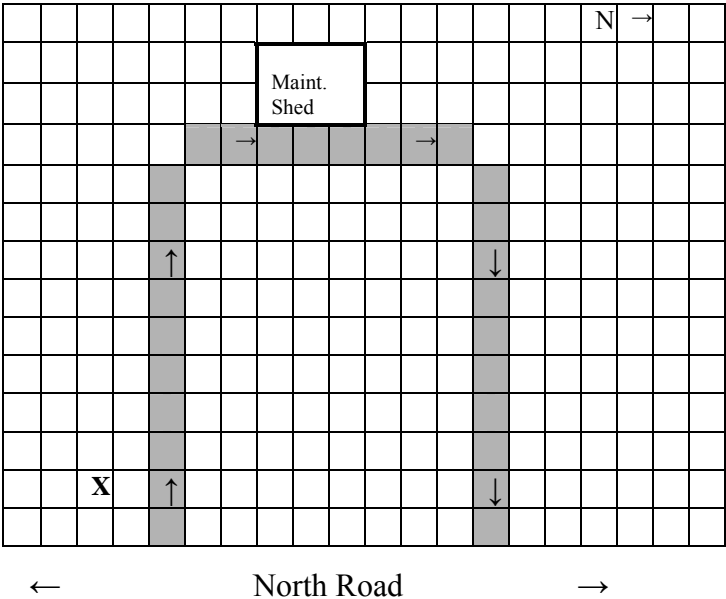 N →
Maint.
Shed
→ →
↑ ↓
X ↑ ↓
← North Road →